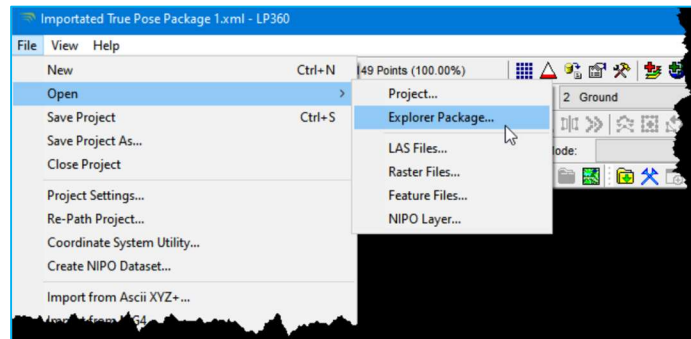 Importated True Pose Package 1.xml - LP360
File View Help
New Ctrl+N
49 Points (100.00%)
Open
Project...
2 Ground
Save Project Ctrl+S
Explorer Package...
Save Project As...
LAS Files...
Close Project
Raster Files...
Project Settings...
Feature Files...
Re-Path Project...
NIPO Layer...
Coordinate System Utility...
Create NIPO Dataset...
Import from Ascii XYZ+...